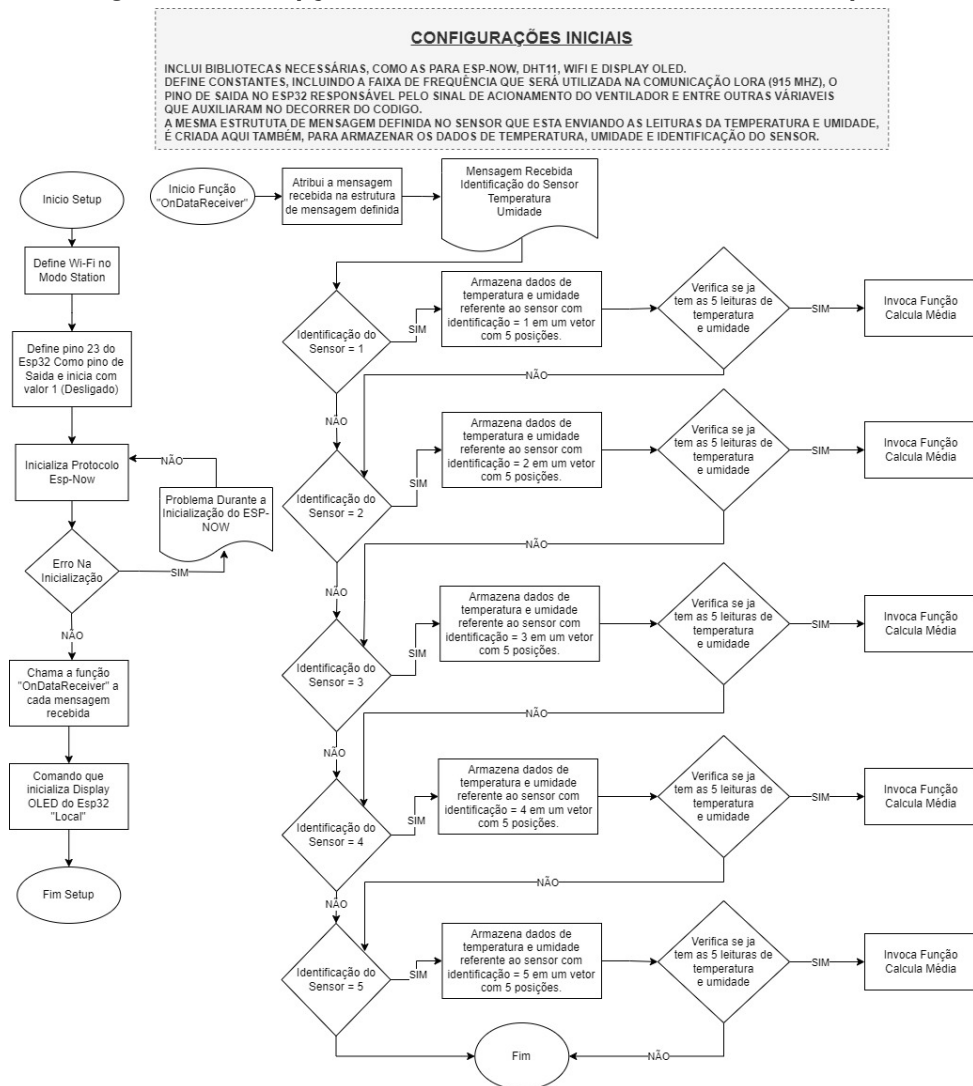 CONFIGURAÇÕES INICIAIS
INCLUI BIBLIOTECAS NECESSÁRIAS, COMO AS PARA ESP-NOW, DHT11, WIFI E DISPLAY OLED.
DEFINE CONSTANTES, INCLUINDO A FAIXA DE FREQUÊNCIA QUE SERÁ UTILIZADA NA COMUNICAÇÃO LORA (915 MHZ), O
PINO DE SAIDA NO ESP32 RESPONSÁVEL PELO SINAL DE ACIONAMENTO DO VENTILADOR E ENTRE OUTRAS VÁRIAVEIS
QUE AUXILIARAM NO DECORRER DO CODIGO.
A MESMA ESTRUTUTA DE MENSAGEM DEFINIDA NO SENSOR QUE ESTA ENVIANDO AS LEITURAS DA TEMPERATURA E UMIDADE,
É CRIADA AQUI TAMBÉM, PARA ARMAZENAR OS DADOS DE TEMPERATURA, UMIDADE E IDENTIFICAÇÃO DO SENSOR.
Inicio Setup
Define Wi-Fi no
Modo Station
Define pino 23 do
Esp32 Como pino de
Saida e inicia com
valor 1 (Desligado)
Inicializa Protocolo
Esp-Now
NÃO
Problema Durante a
Inicialização do ESP-
NOW
Erro Na
Inicialização
SIM
NÃO
Chama a função
"OnDataReceiver" a
cada mensagem
recebida
Comando que
inicializa Display
OLED do Esp32
"Local"
Fim Setup
Inicio Função
"OnDataReceiver"
Atribui a mensagem
recebida na estrutura
de mensagem definida
Mensagem Recebida
Identificação do Sensor
Temperatura
Umidade
Identificação do
Sensor = 1
SIM
Armazena dados de
temperatura e umidade
referente ao sensor com
identificação = 1 em um vetor
com 5 posições.
Verifica se ja
tem as 5 leituras de
temperatura
e umidade
SIM
Invoca Função
Calcula Média
NÃO
NÃO
Identificação do
Sensor = 2
SIM
Armazena dados de
temperatura e umidade
referente ao sensor com
identificação = 2 em um vetor
com 5 posições.
Verifica se ja
tem as 5 leituras de
temperatura
e umidade
SIM
Invoca Função
Calcula Média
NÃO
NÃO
Identificação do
Sensor = 3
SIM
Armazena dados de
temperatura e umidade
referente ao sensor com
identificação = 3 em um vetor
com 5 posições.
Verifica se ja
tem as 5 leituras de
temperatura
e umidade
SIM
Invoca Função
Calcula Média
NÃO
NÃO
Identificação do
Sensor = 4
SIM
Armazena dados de
temperatura e umidade
referente ao sensor com
identificação = 4 em um vetor
com 5 posições.
Verifica se ja
tem as 5 leituras de
temperatura
e umidade
SIM
Invoca Função
Calcula Média
NÃO
NÃO
Identificação do
Sensor = 5
SIM
Armazena dados de
temperatura e umidade
referente ao sensor com
identificação = 5 em um vetor
com 5 posições.
Verifica se ja
tem as 5 leituras de
temperatura
e umidade
SIM
Invoca Função
Calcula Média
NÃO
Fim